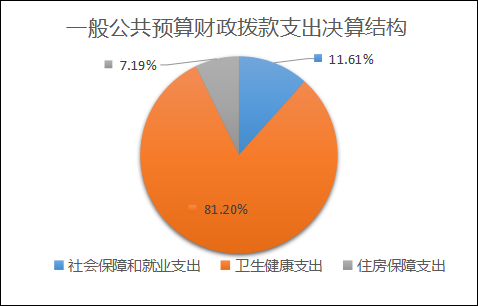 一般公共预算财政拨款支出决算结构
7.19%
11.61%
81.20%
社会保障和就业支出 卫生健康支出 住房保障支出